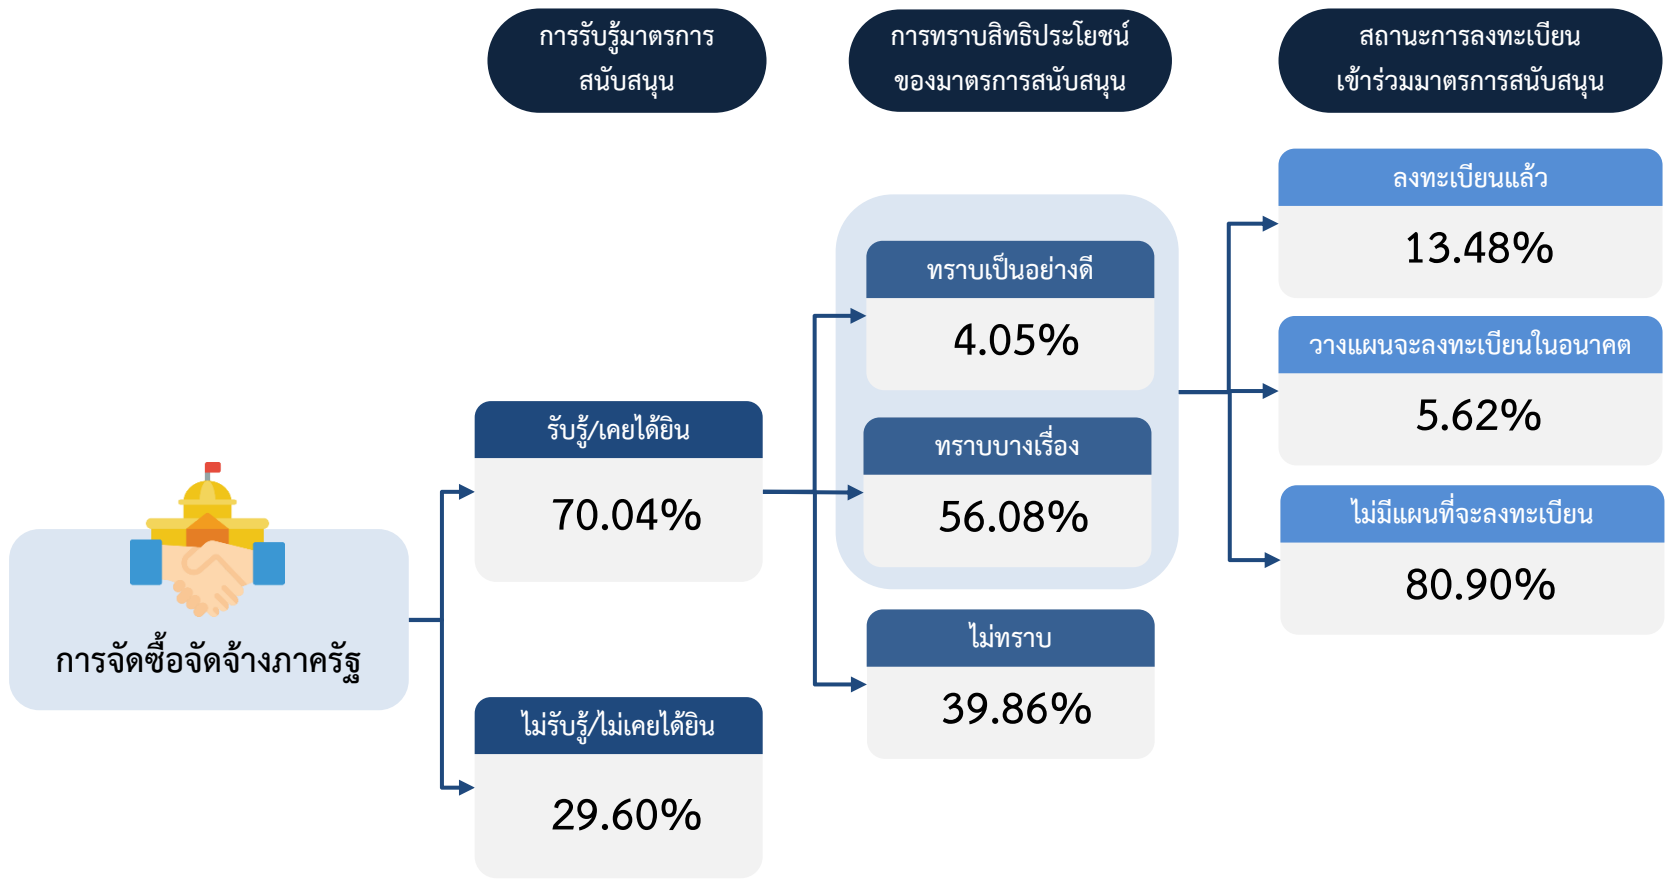 การรับรู้มาตรการ
สนับสนุน
การทราบสิทธิประโยชน์
ของมาตรการสนับสนุน
สถานะการลงทะเบียน
เข้าร่วมมาตรการสนับสนุน
การจัดซื้อจัดจ้างภาครัฐ
รับรู้/เคยได้ยิน
70.04%
ไม่รับรู้/ไม่เคยได้ยิน
29.60%
ทราบเป็นอย่างดี
4.05%
ทราบบางเรื่อง
56.08%
ไม่ทราบ
39.86%
ลงทะเบียนแล้ว
13.48%
วางแผนจะลงทะเบียนในอนาคต
5.62%
ไม่มีแผนที่จะลงทะเบียน
80.90%